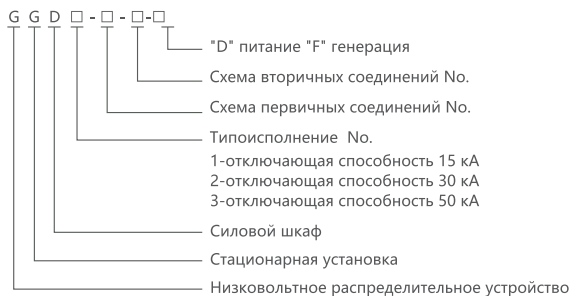 G G D □ - □ - □-□
"D" питание "F" генерация
Схема вторичных соединений No.
Схема первичных соединений No.
Типоисполнение No.
1-отключающая способность 15 кА
2-отключающая способность 30 кА
3-отключающая способность 50 кА
Силовой шкаф
Стационарная установка
Низковольтное распределительное устройство